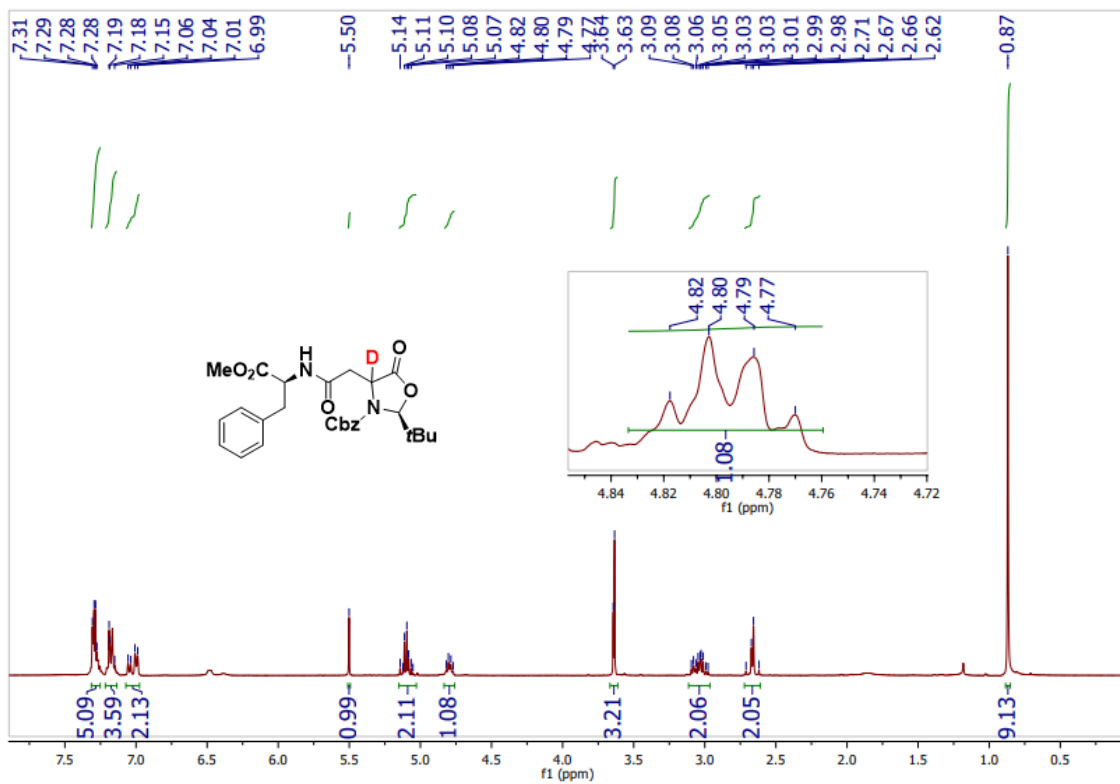 7.31 7.29 7.28 7.28 7.19 7.18 7.15 7.06 7.04 7.01 6.99 5.50 5.14 5.11 5.10 5.08 5.07 4.82 4.80 4.79 4.77 3.64 3.63 3.09 3.08 3.06 3.05 3.03 3.03 3.01 2.99 2.98 2.71 2.67 2.66 2.62 0.87
4.82 4.80 4.79 4.77
1.08
4.84 4.82 4.80 4.78 4.76 4.74 4.72
f1 (ppm)
D
O
H
MeO2C
N
O
O
N
Cbz
tBu
5.09 3.59 2.13 0.99 2.11 1.08 3.21 2.06 2.05 9.13
7.5 7.0 6.5 6.0 5.5 5.0 4.5 4.0 3.5 3.0 2.5 2.0 1.5 1.0 0.5 0.0
f1 (ppm)